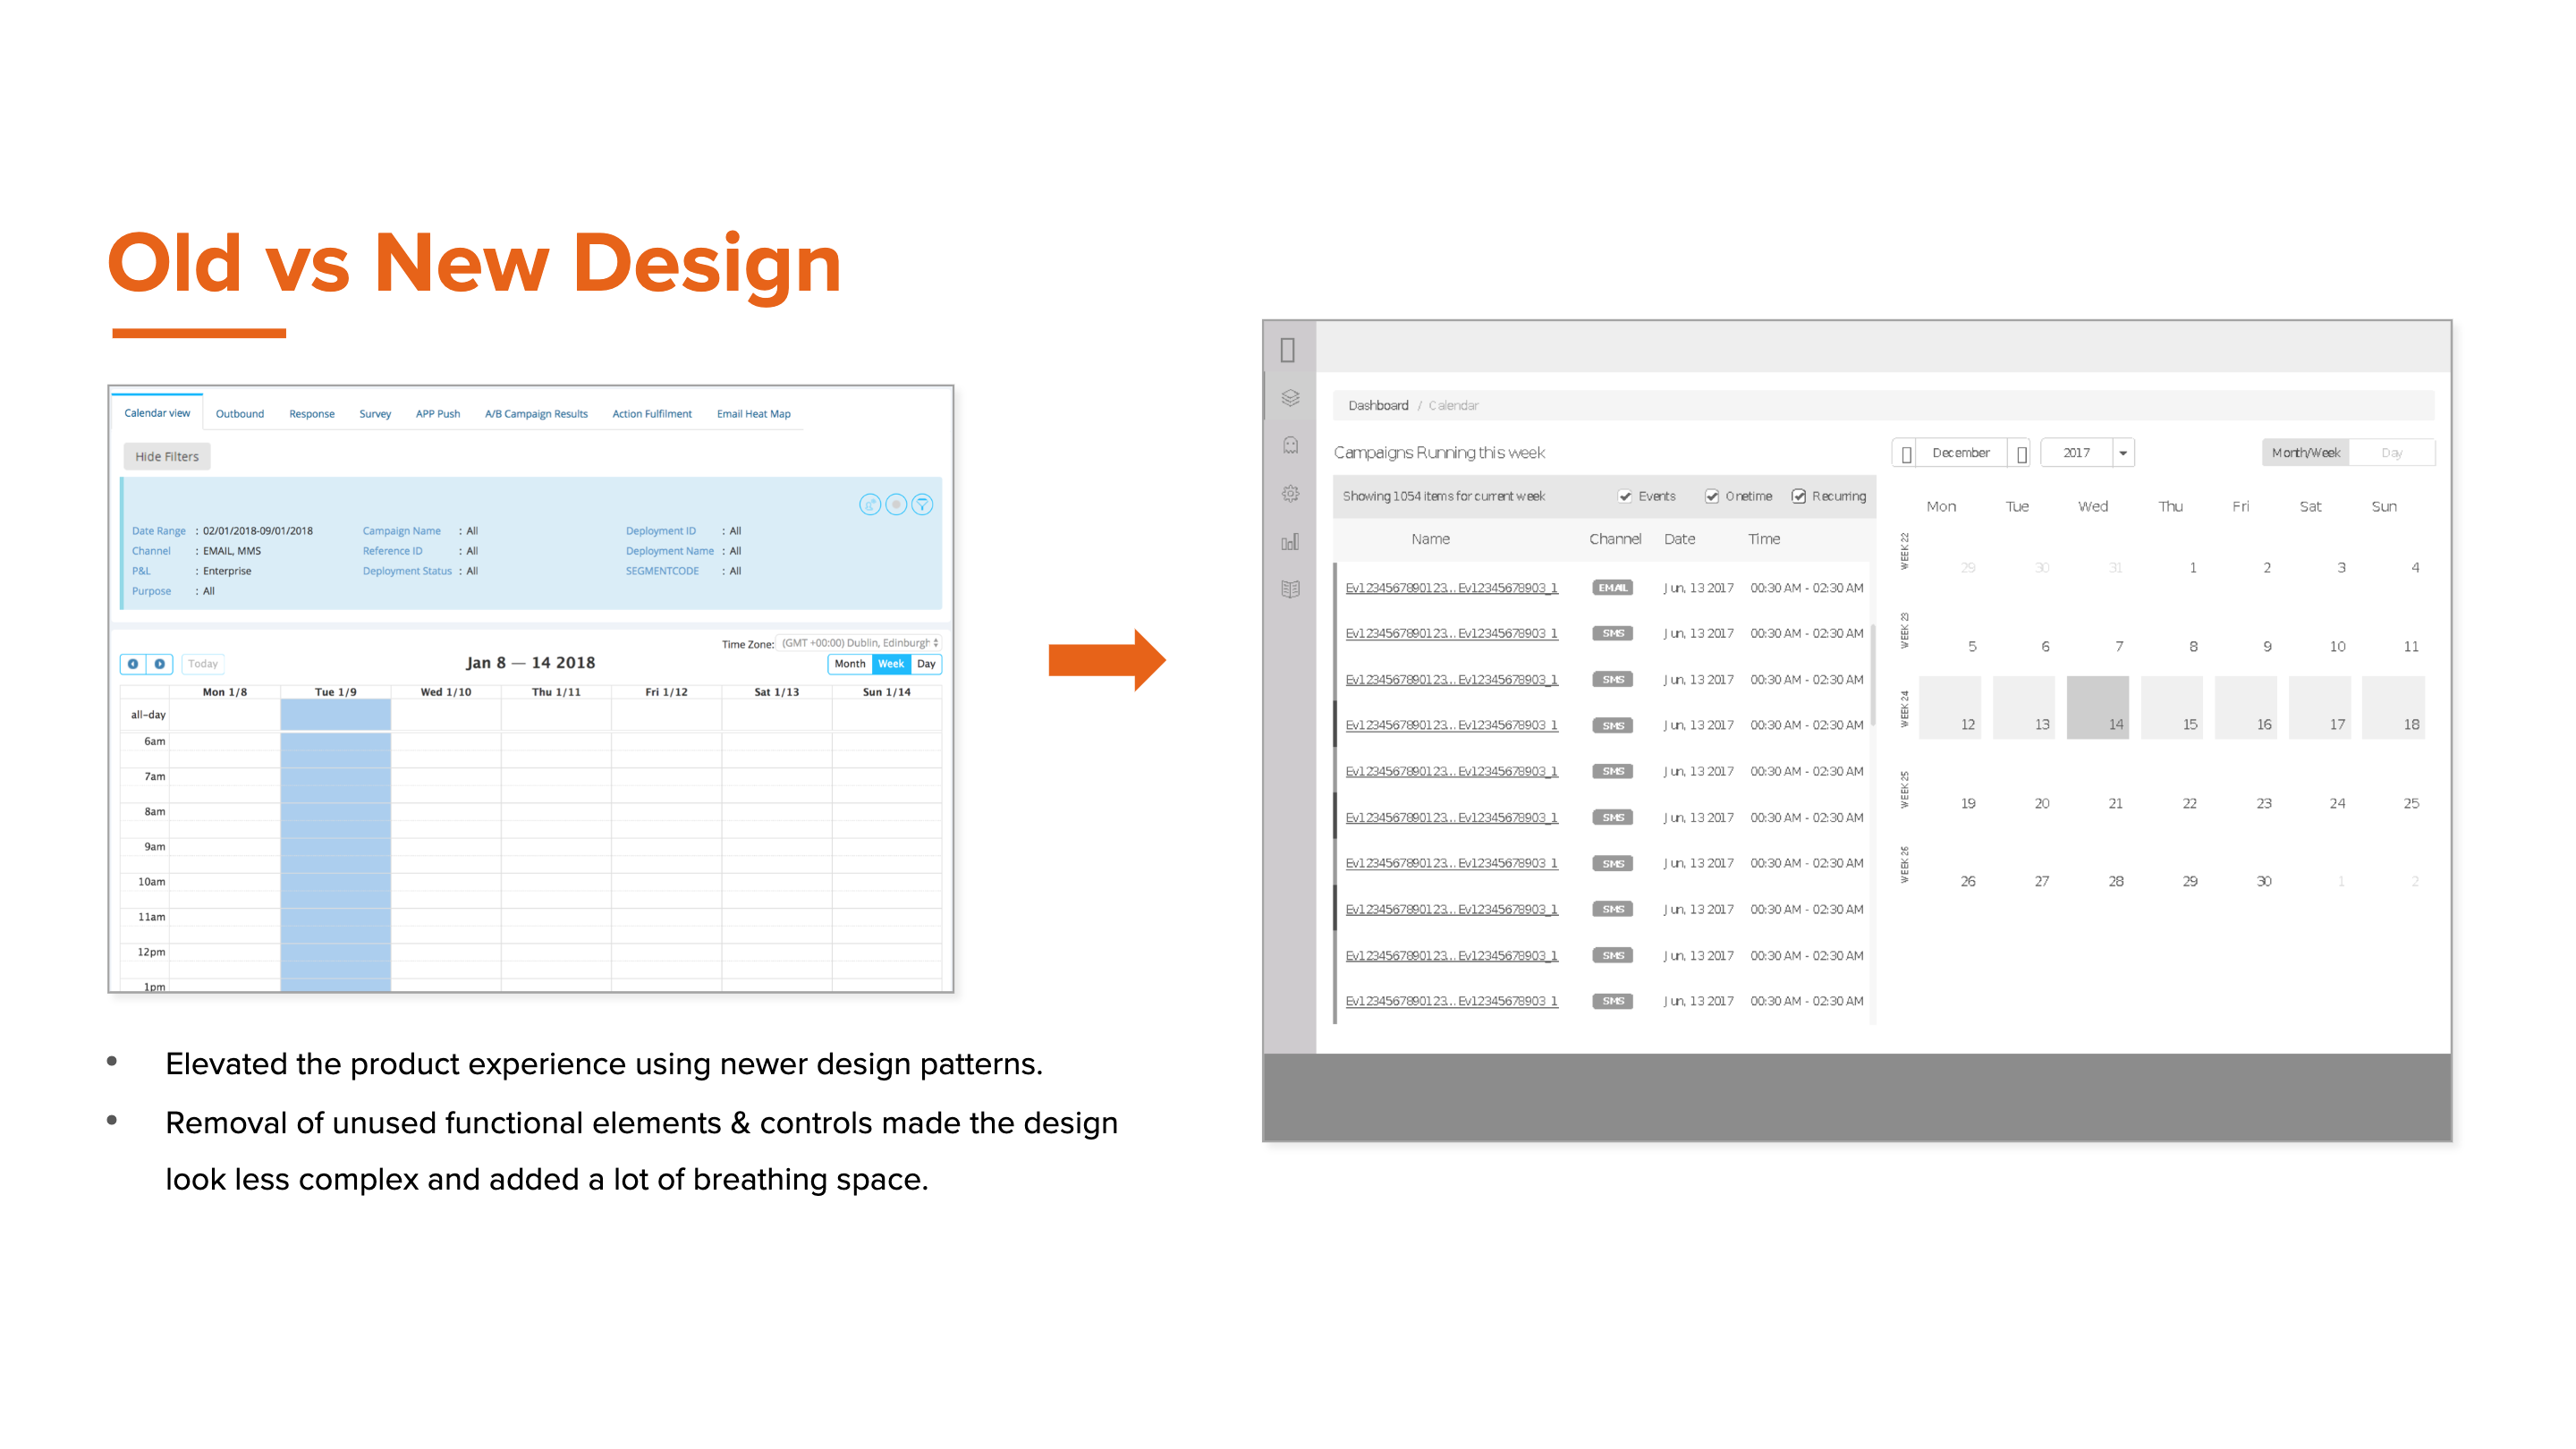 Old vs New Design
Calendar view Outbound Response Survey APP Push A/B Campaign Results Action Fulfilment Email Heat Map
Hide Filters
Date Range : 02/01/2018-09/01/2018 Campaign Name : All Deployment ID : All
Channel : EMAIL, MMS Reference ID : All Deployment Name : All
P&L : Enterprise Deployment Status : All SEGMENTCODE : All
Purpose : All
Time Zone: (GMT +00:00) Dublin, Edinburgh
Today Jan 8 — 14 2018 Month Week Day
Mon 1/8 Tue 1/9 Wed 1/10 Thu 1/11 Fri 1/12 Sat 1/13 Sun 1/14
all-day
6am
7am
8am
9am
10am
11am
12pm
1pm
• Elevated the product experience using newer design patterns.
• Removal of unused functional elements & controls made the design
look less complex and added a lot of breathing space.
Dashboard / Calendar
Campaigns Running this week
Showing 1054 items for current week Events Onetime Recurring
Name Channel Date Time
Ev1234567890123... Ev12345678903_1 EMAIL Jun, 13 2017 00:30 AM - 02:30 AM
Ev1234567890123... Ev12345678903_1 SMS Jun, 13 2017 00:30 AM - 02:30 AM
Ev1234567890123... Ev12345678903_1 SMS Jun, 13 2017 00:30 AM - 02:30 AM
Ev1234567890123... Ev12345678903_1 SMS Jun, 13 2017 00:30 AM - 02:30 AM
Ev1234567890123... Ev12345678903_1 SMS Jun, 13 2017 00:30 AM - 02:30 AM
Ev1234567890123... Ev12345678903_1 SMS Jun, 13 2017 00:30 AM - 02:30 AM
Ev1234567890123... Ev12345678903_1 SMS Jun, 13 2017 00:30 AM - 02:30 AM
Ev1234567890123... Ev12345678903_1 SMS Jun, 13 2017 00:30 AM - 02:30 AM
Ev1234567890123... Ev12345678903_1 SMS Jun, 13 2017 00:30 AM - 02:30 AM
Ev1234567890123... Ev12345678903_1 SMS Jun, 13 2017 00:30 AM - 02:30 AM
December 2017 Month/Week Day
Mon Tue Wed Thu Fri Sat Sun
WEEK 22 29 30 31 1 2 3 4
WEEK 23 5 6 7 8 9 10 11
WEEK 24 12 13 14 15 16 17 18
WEEK 25 19 20 21 22 23 24 25
WEEK 26 26 27 28 29 30 1 2